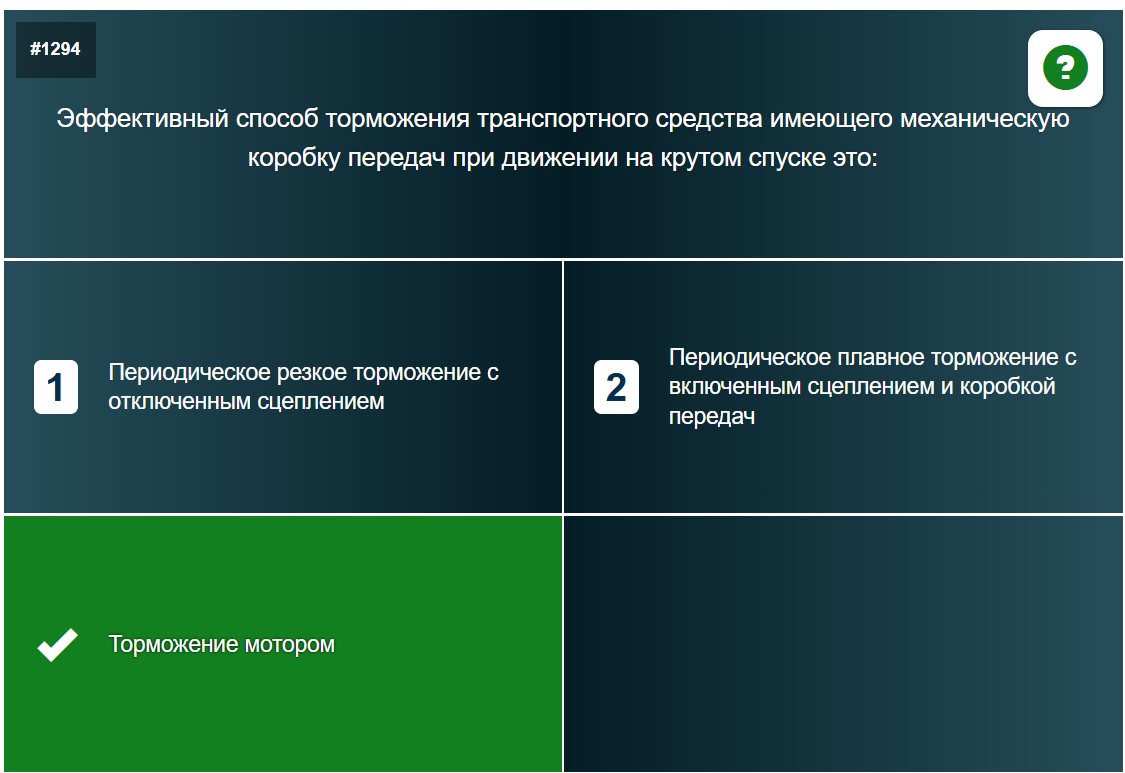 #1294
?
Эффективный способ торможения транспортного средства имеющего механическую
коробку передач при движении на крутом спуске это:
1
Периодическое резкое торможение с
отключенным сцеплением
2
Периодическое плавное торможение с
включенным сцеплением и коробкой
передач
Торможение мотором